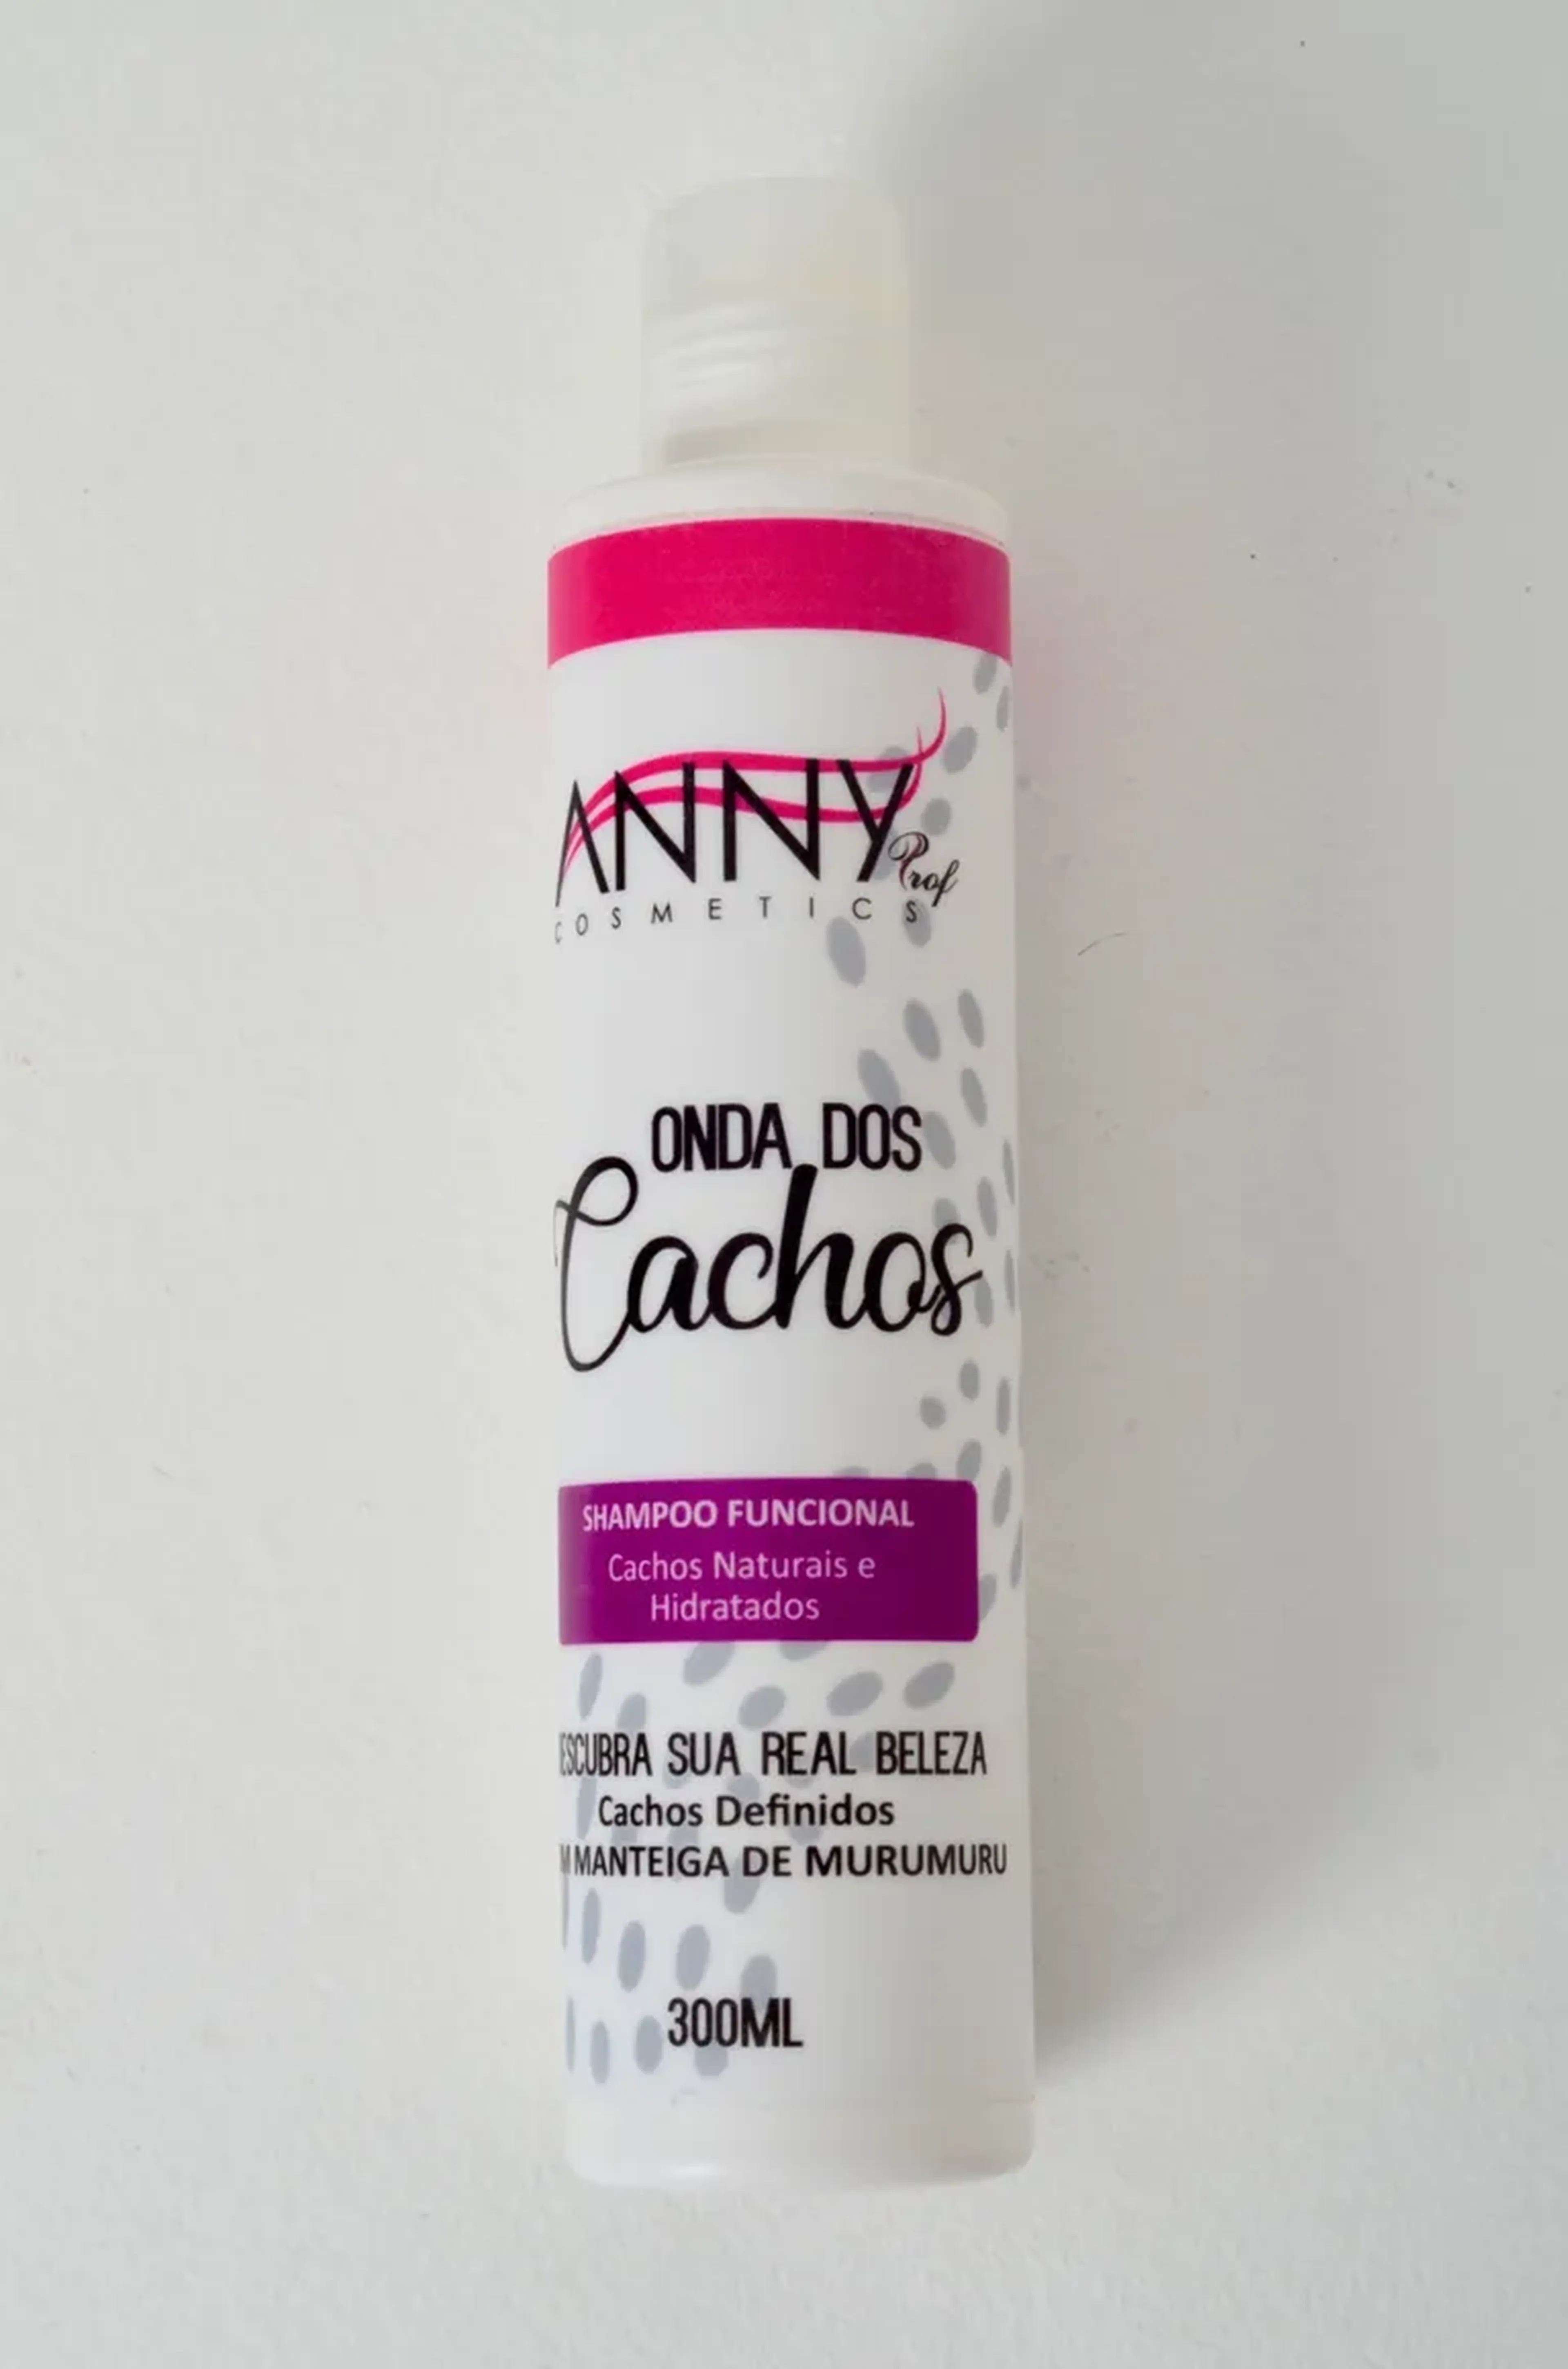 ANNY Prof
COSMETICS
ONDA DOS
Cachos
SHAMPOO FUNCIONAL
Cachos Naturais e
Hidratados
ESCUBRA SUA REAL BELEZA
Cachos Definidos
M MANTEIGA DE MURUMURU
300ML